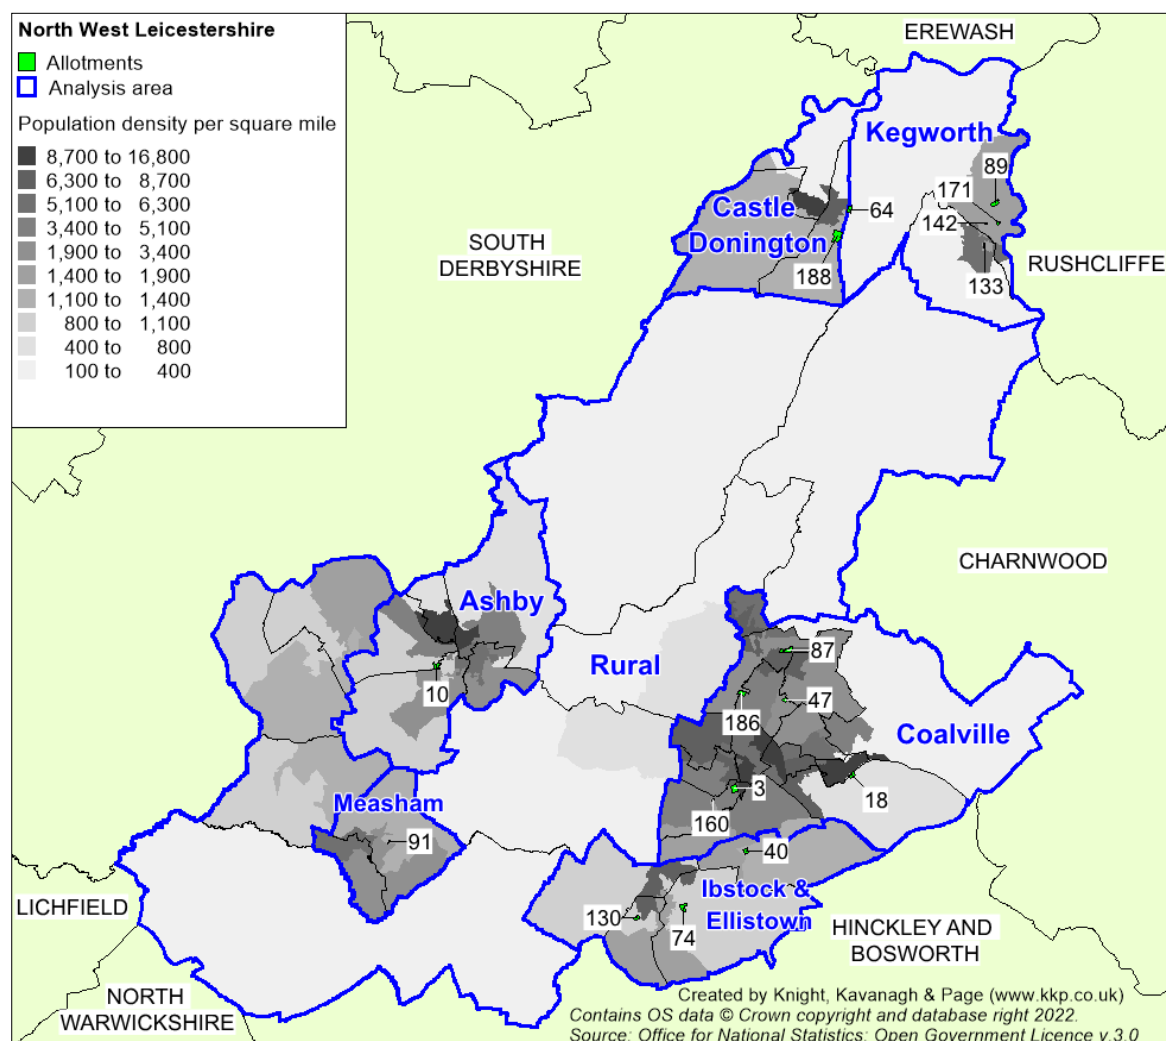 North West Leicestershire
Allotments
Analysis area
Population density per square mile
8,700 to 16,800
6,300 to 8,700
5,100 to 6,300
3,400 to 5,100
1,900 to 3,400
1,400 to 1,900
1,100 to 1,400
800 to 1,100
400 to 800
100 to 400
EREWASH
Kegworth
89
171
64
142
Castle
Donington
SOUTH
DERBYSHIRE
188
133
RUSHCLIFFE
CHARNWOOD
Ashby
Rural
87
10
186
47
Coalville
3
18
Measham
160
91
40
Ibstock &
Ellistown
LICHFIELD
130
74
HINCKLEY AND
BOSWORTH
NORTH
WARWICKSHIRE
Created by Knight, Kavanagh & Page (www.kkp.co.uk)
Contains OS data © Crown copyright and database right 2022.
Source: Office for National Statistics: Open Government Licence v.3.0